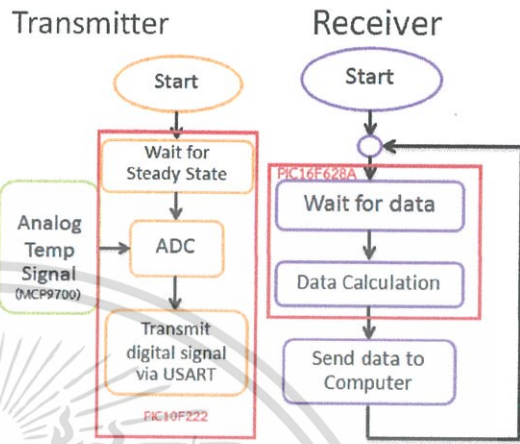 Transmitter
Start
Wait for
Steady State
Analog
Temp
Signal
(MCP9700)
ADC
Transmit
digital signal
via USART
PIC10F222
Receiver
Start
PIC16F628A
Wait for data
Data Calculation
Send data to
Computer